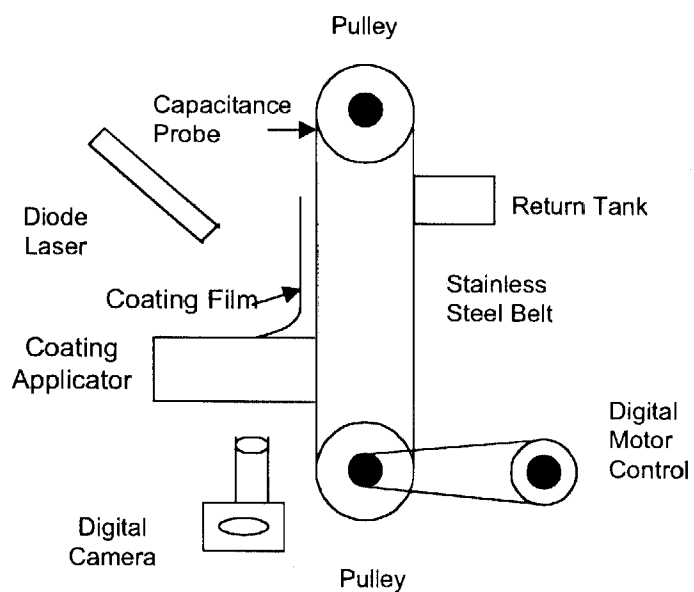 Pulley
Capacitance
Probe
Diode
Laser
Return Tank
Coating Film
Stainless
Steel Belt
Coating
Applicator
Digital
Motor
Control
Digital
Camera
Pulley